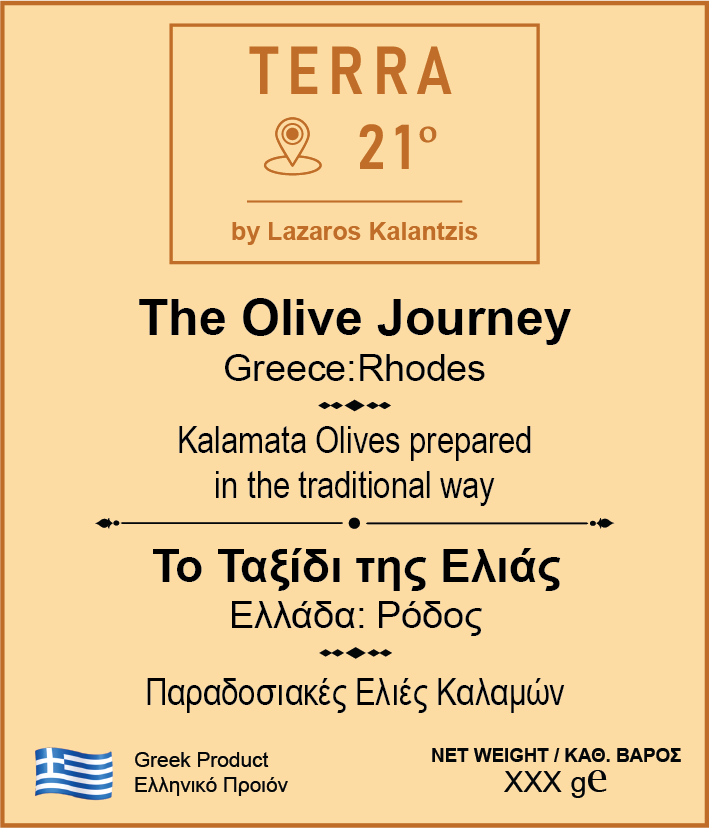 TERRA
21º
by Lazaros Kalantzis
The Olive Journey
Greece:Rhodes
Kalamata Olives prepared
in the traditional way
Το Ταξίδι της Ελιάς
Ελλάδα: Ρόδος
Παραδοσιακές Ελιές Καλαμών
Greek Product
Ελληνικό Προιόν
NET WEIGHT / ΚΑΘ. ΒΑΡΟΣ
XXX g℮